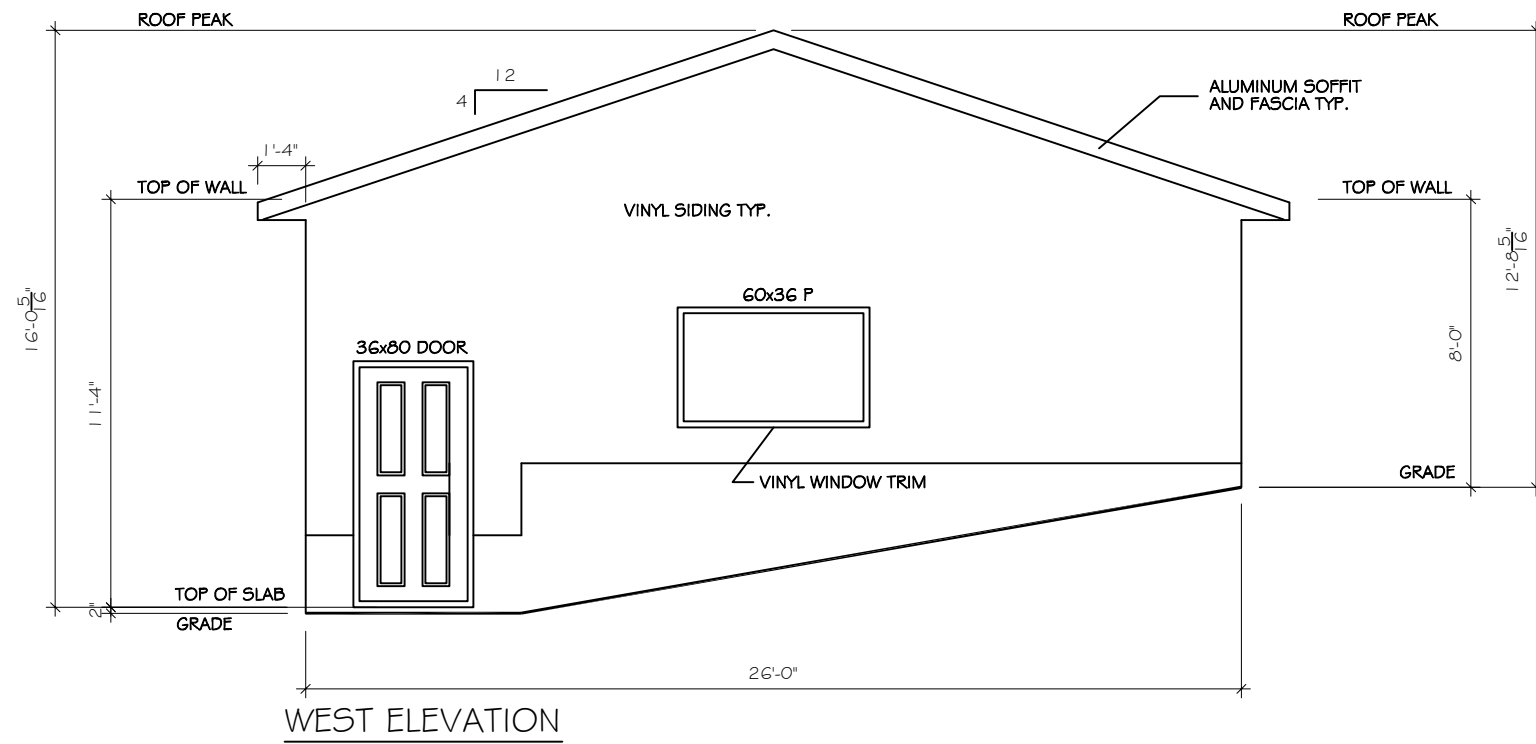 ROOF PEAK
ROOF PEAK
12
4
ALUMINUM SOFFIT
AND FASCIA TYP.
1'-4"
TOP OF WALL
TOP OF WALL
VINYL SIDING TYP.
12'-8 5/16"
60x36 P
16'-0 5/16"
8'-0"
36x80 DOOR
11'-4"
GRADE
VINYL WINDOW TRIM
TOP OF SLAB
2"
GRADE
26'-0"
WEST ELEVATION